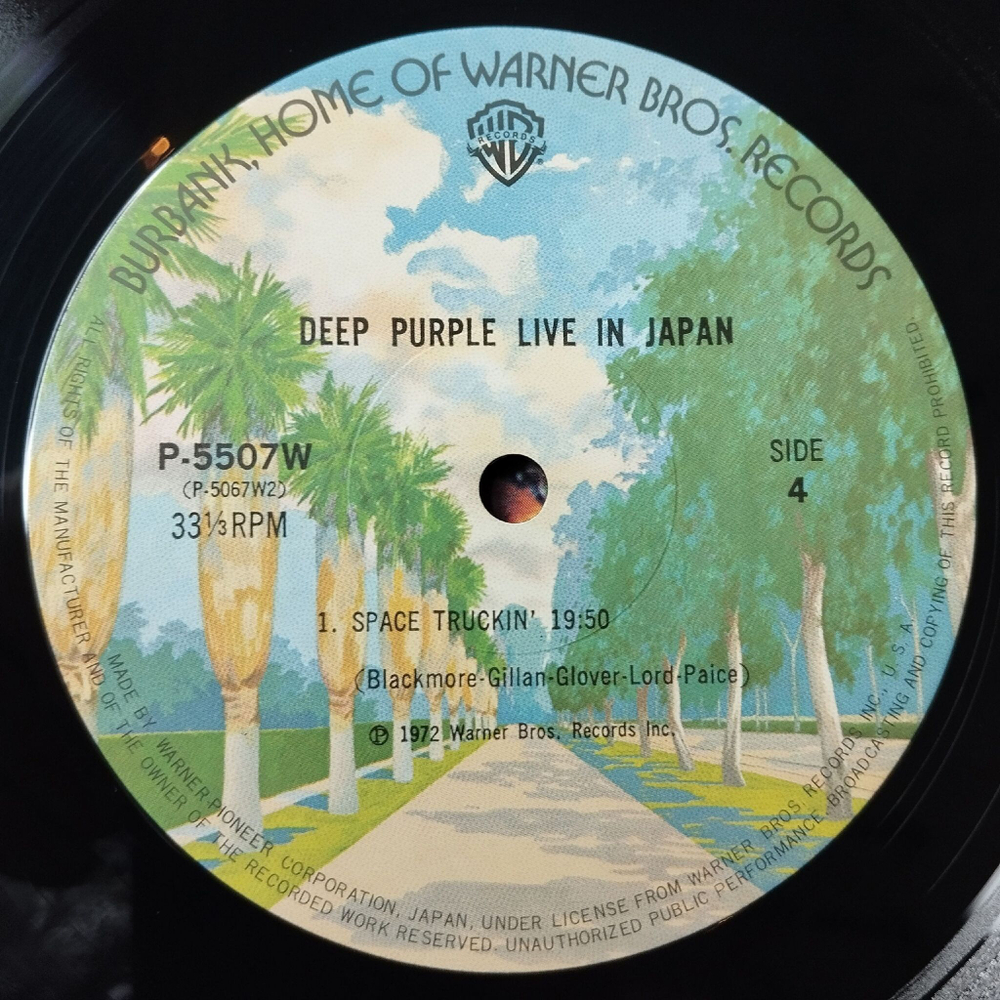 BURBANK, HOME OF WARNER BROS. RECORDS
WB
RECORDS
DEEP PURPLE LIVE IN JAPAN
P-5507W
(P-5067W2)
33⅓RPM
SIDE
4
1. SPACE TRUCKIN' 19:50
(Blackmore-Gillan-Glover-Lord-Paice)
Ⓟ 1972 Warner Bros. Records Inc.
MADE BY WARNER-PIONEER CORPORATION, JAPAN, UNDER LICENSE FROM WARNER BROS. RECORDS INC., U. S. A.
ALL RIGHTS OF THE MANUFACTURER AND OF THE OWNER OF THE RECORDED WORK RESERVED. UNAUTHORIZED PUBLIC PERFORMANCE, BROADCASTING AND COPYING OF THIS RECORD PROHIBITED.